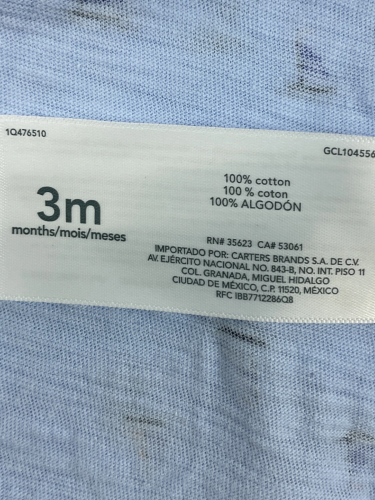 1Q476510
GCL104556
3m
months/mois/meses
100% cotton
100 % coton
100% ALGODÓN
RN# 35623 CA# 53061
IMPORTADO POR: CARTERS BRANDS S.A. DE C.V.
AV. EJÉRCITO NACIONAL NO. 843-B, NO. INT. PISO 11
COL. GRANADA, MIGUEL HIDALGO
CIUDAD DE MÉXICO, C.P. 11520, MÉXICO
RFC IBB7712286Q8